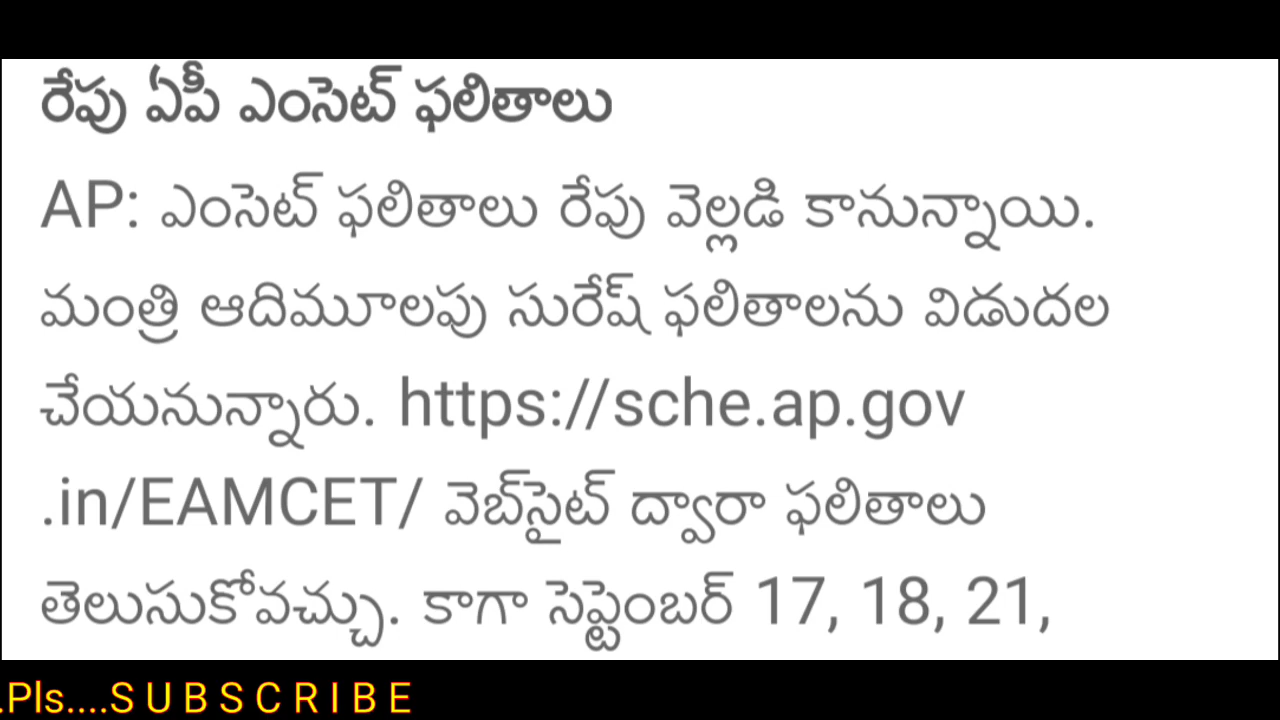 రేపు ఏపీ ఎంసెట్ ఫలితాలు
AP: ఎంసెట్ ఫలితాలు రేపు వెల్లడి కానున్నాయి.
మంత్రి ఆదిమూలపు సురేష్ ఫలితాలను విడుదల
చేయనున్నారు. https://sche.ap.gov
.in/EAMCET/ వెబ్‌సైట్ ద్వారా ఫలితాలు
తెలుసుకోవచ్చు. కాగా సెప్టెంబర్ 17, 18, 21,
.Pls....S U B S C R I B E